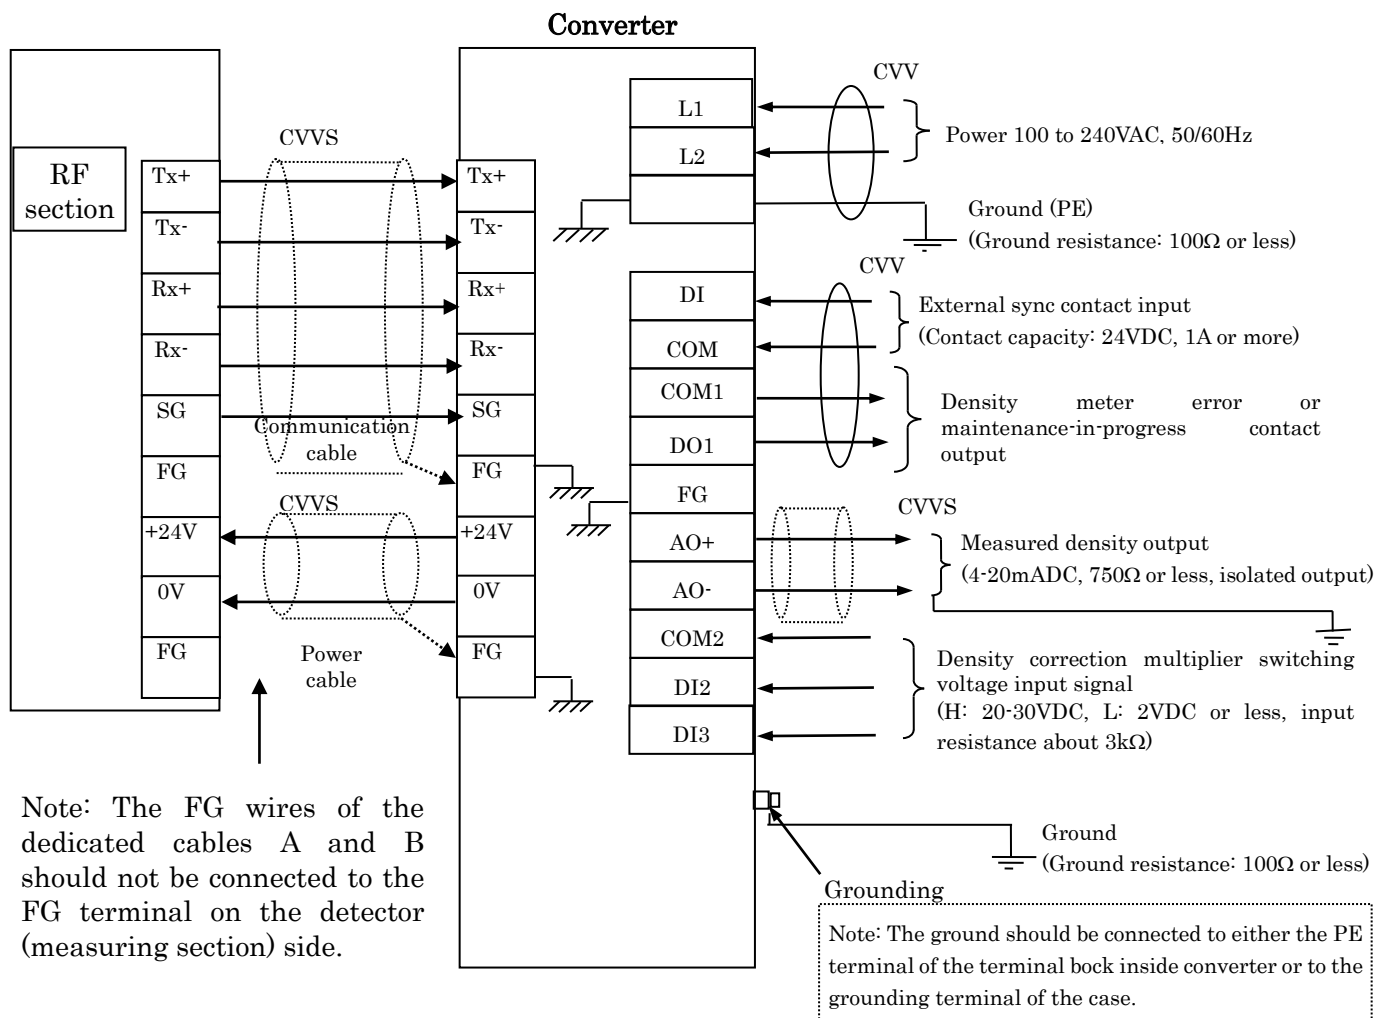 Converter
RF
section
CVVS
Tx+
Tx-
Rx+
Rx-
SG
FG
+24V
0V
FG
Communication
cable
CVVS
Power
cable
Tx+
Tx-
Rx+
Rx-
SG
FG
+24V
0V
FG
L1
L2
DI
COM
COM1
DO1
FG
AO+
AO-
COM2
DI2
DI3
CVV
Power 100 to 240VAC, 50/60Hz
Ground (PE)
(Ground resistance: 100Ω or less)
CVV
External sync contact input
(Contact capacity: 24VDC, 1A or more)
Density meter error or
maintenance-in-progress contact
output
CVVS
Measured density output
(4-20mADC, 750Ω or less, isolated output)
Density correction multiplier switching
voltage input signal
(H: 20-30VDC, L: 2VDC or less, input
resistance about 3kΩ)
Ground
(Ground resistance: 100Ω or less)
Grounding
Note: The ground should be connected to either the PE
terminal of the terminal bock inside converter or to the
grounding terminal of the case.
Note: The FG wires of the
dedicated cables A and B
should not be connected to the
FG terminal on the detector
(measuring section) side.